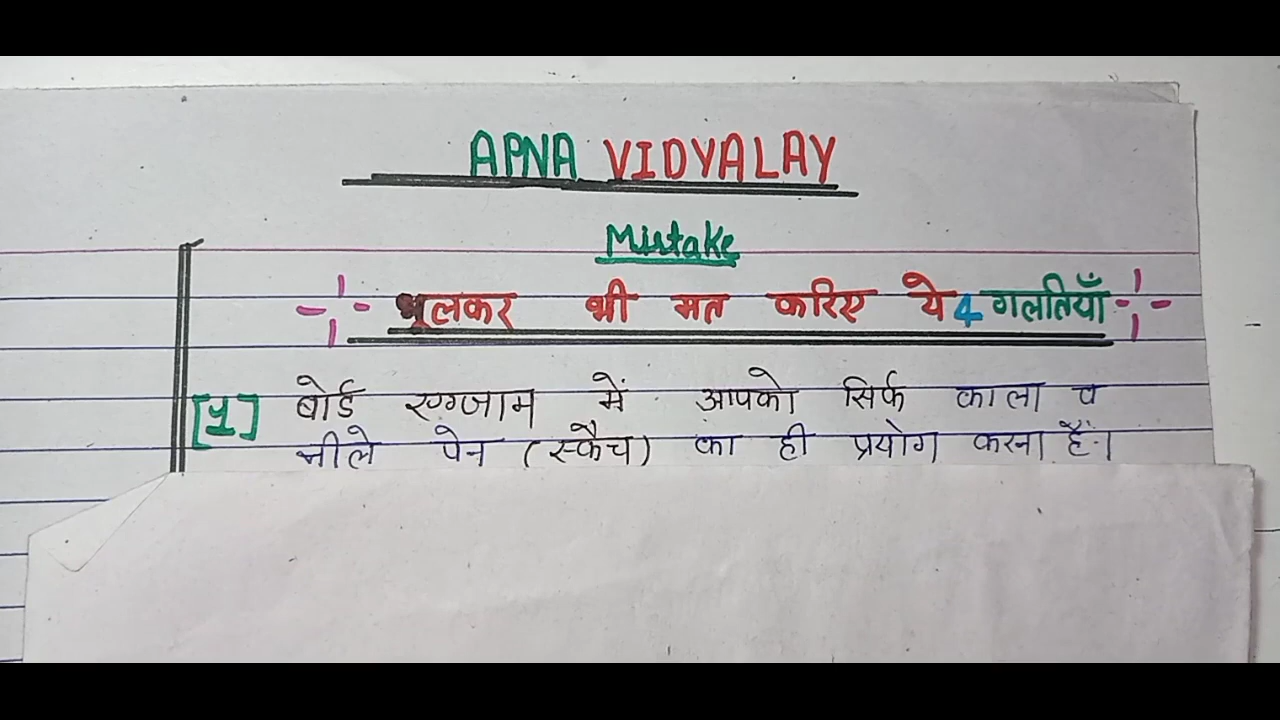 APNA VIDYALAY
Mistake
भूलकर भी मत करिए ये 4 गलतियाँ
[1] बोर्ड एग्जाम में आपको सिर्फ काला व
नीले पेन (स्कैच) का ही प्रयोग करना हैं।